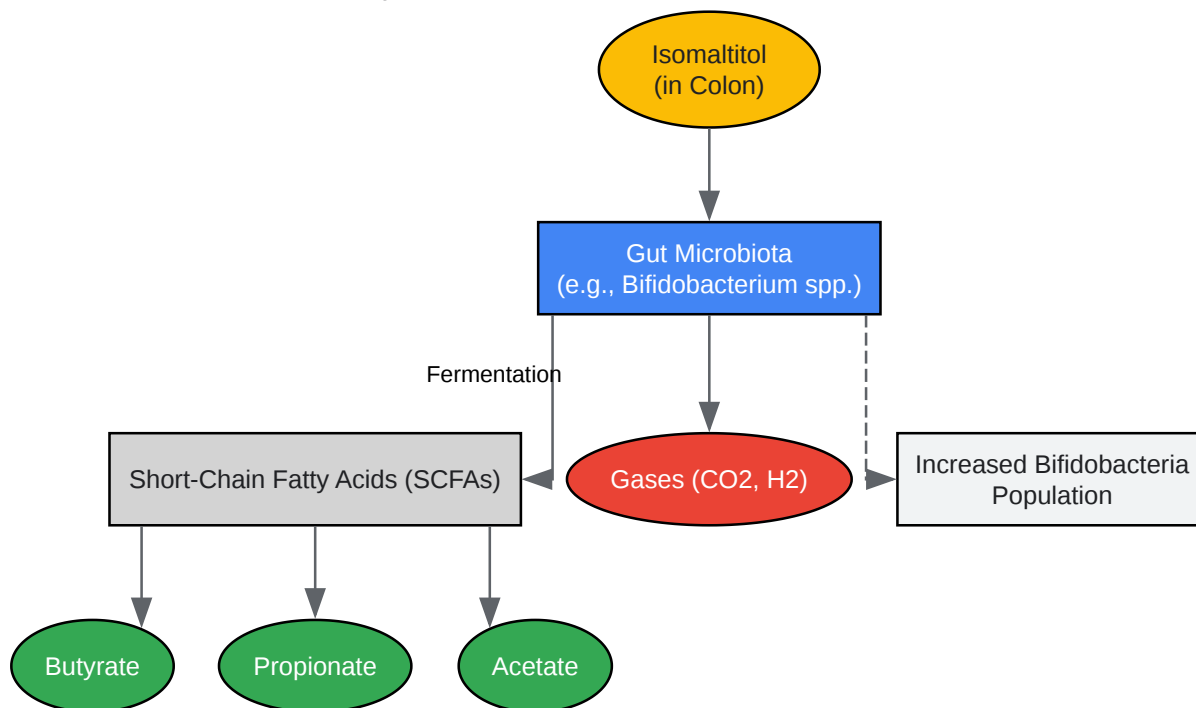 Isomaltitol
(in Colon)
Gut Microbiota
(e.g., Bifidobacterium spp.)
Fermentation
Short-Chain Fatty Acids (SCFAs)
Gases (CO2, H2)
Increased Bifidobacteria
Population
Butyrate
Propionate
Acetate